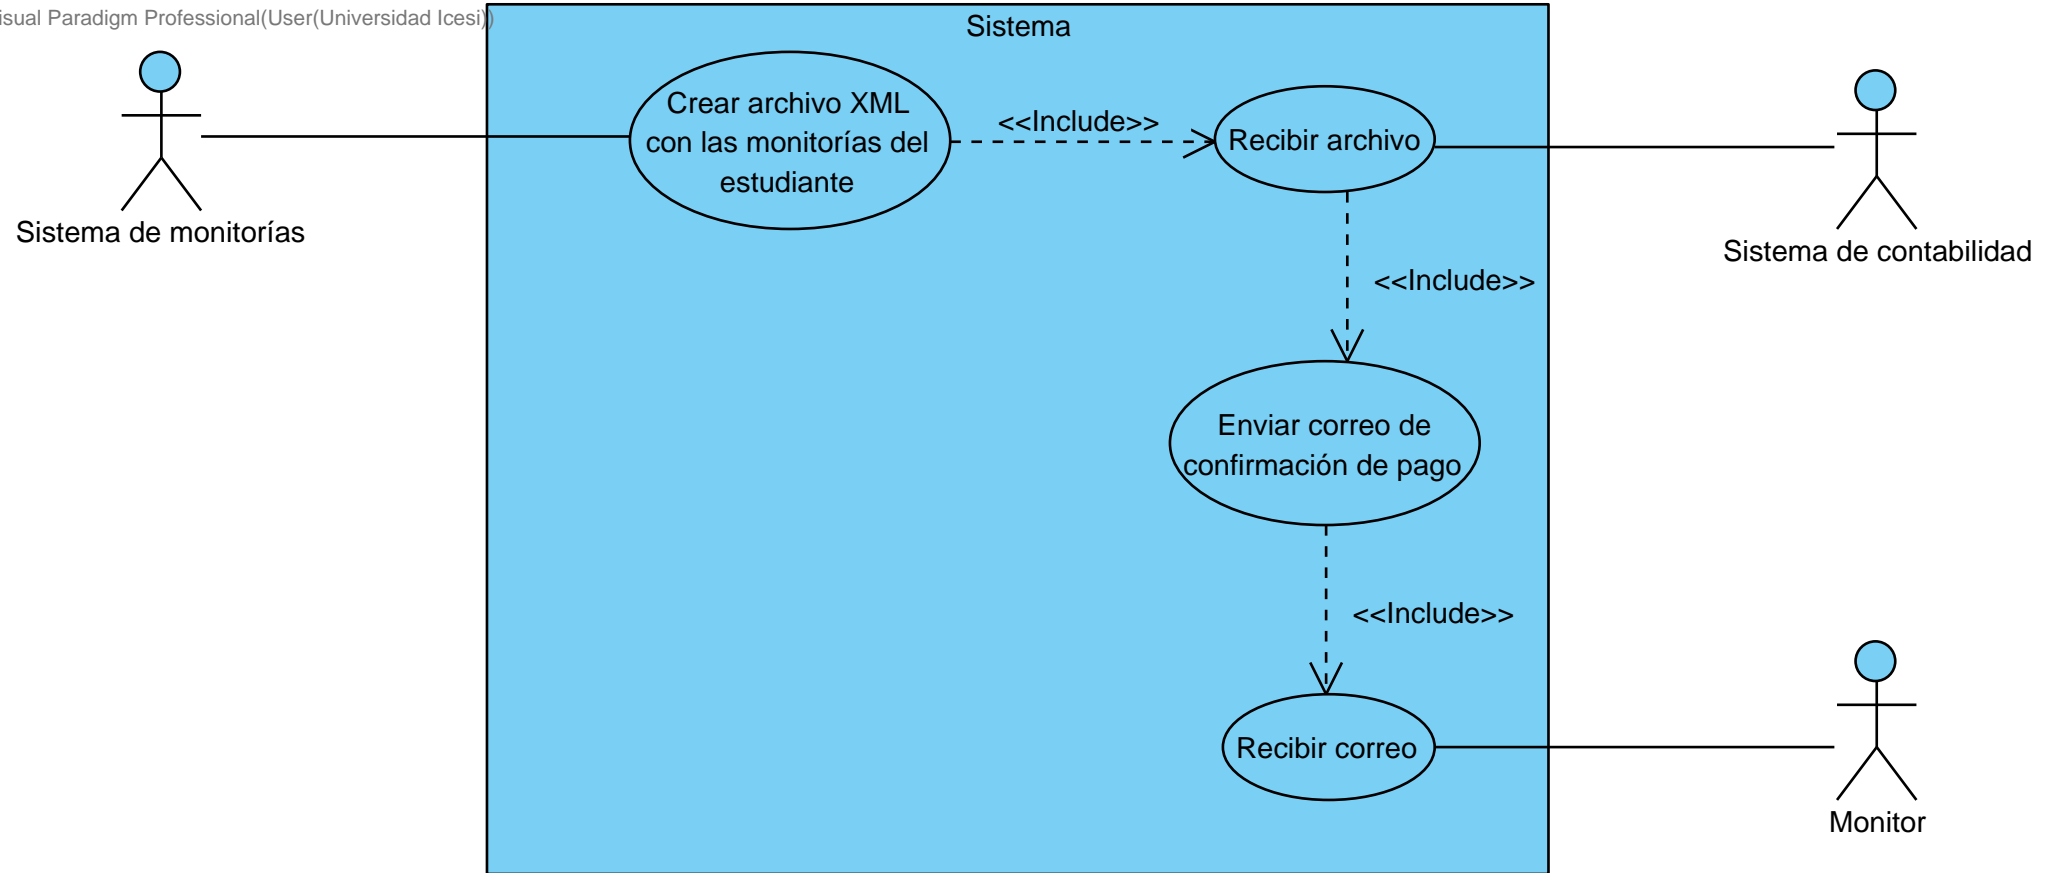 isual Paradigm Professional(User(Universidad Icesi))
Sistema
Crear archivo XML
con las monitorías del
estudiante
<<Include>>
Recibir archivo
Sistema de monitorías
Sistema de contabilidad
<<Include>>
Enviar correo de
confirmación de pago
<<Include>>
Recibir correo
Monitor